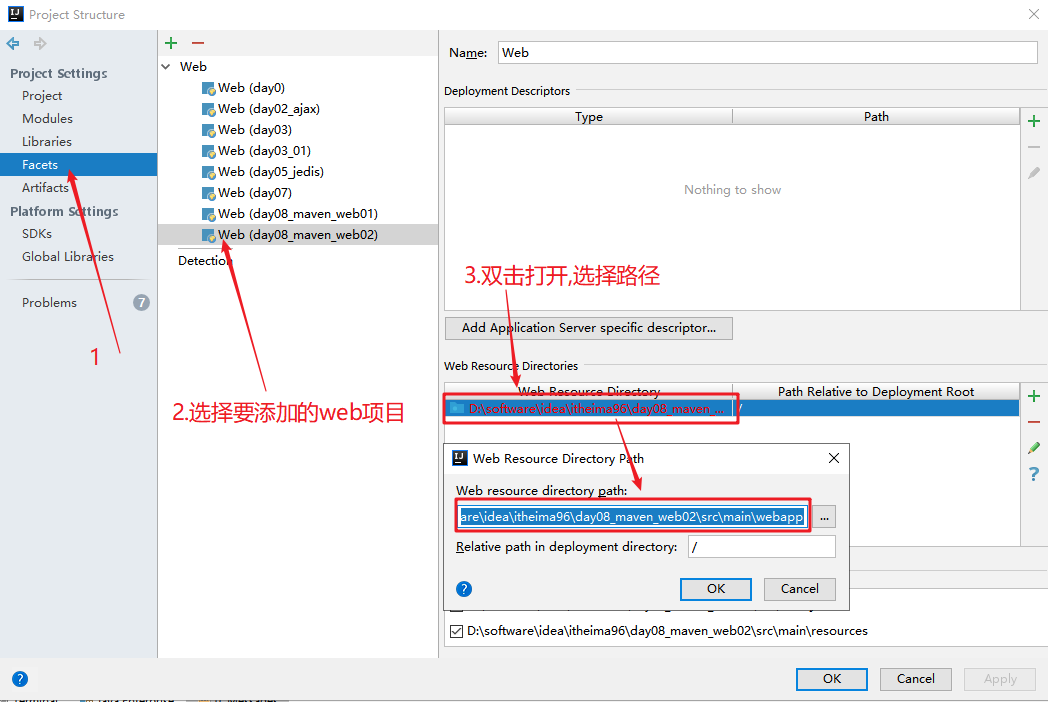 Project Structure
Project Settings
Project
Modules
Libraries
Facets
Artifacts
Platform Settings
SDKs
Global Libraries
Problems
7
1
Web
Web (day0)
Web (day02_ajax)
Web (day03)
Web (day03_01)
Web (day05_jedis)
Web (day07)
Web (day08_maven_web01)
Web (day08_maven_web02)
Detection
2.选择要添加的web项目
Name: Web
Deployment Descriptors
Type Path
Nothing to show
3.双击打开,选择路径
Add Application Server specific descriptor...
Web Resource Directories
Web Resource Directory Path Relative to Deployment Root
D:\software\idea\itheima96\day08_maven_... /
Web Resource Directory Path
Web resource directory path:
are\idea\itheima96\day08_maven_web02\src\main\webapp ...
Relative path in deployment directory: /
? OK Cancel
D:\software\idea\itheima96\day08_maven_web02\src\main\resources
? OK Cancel Apply